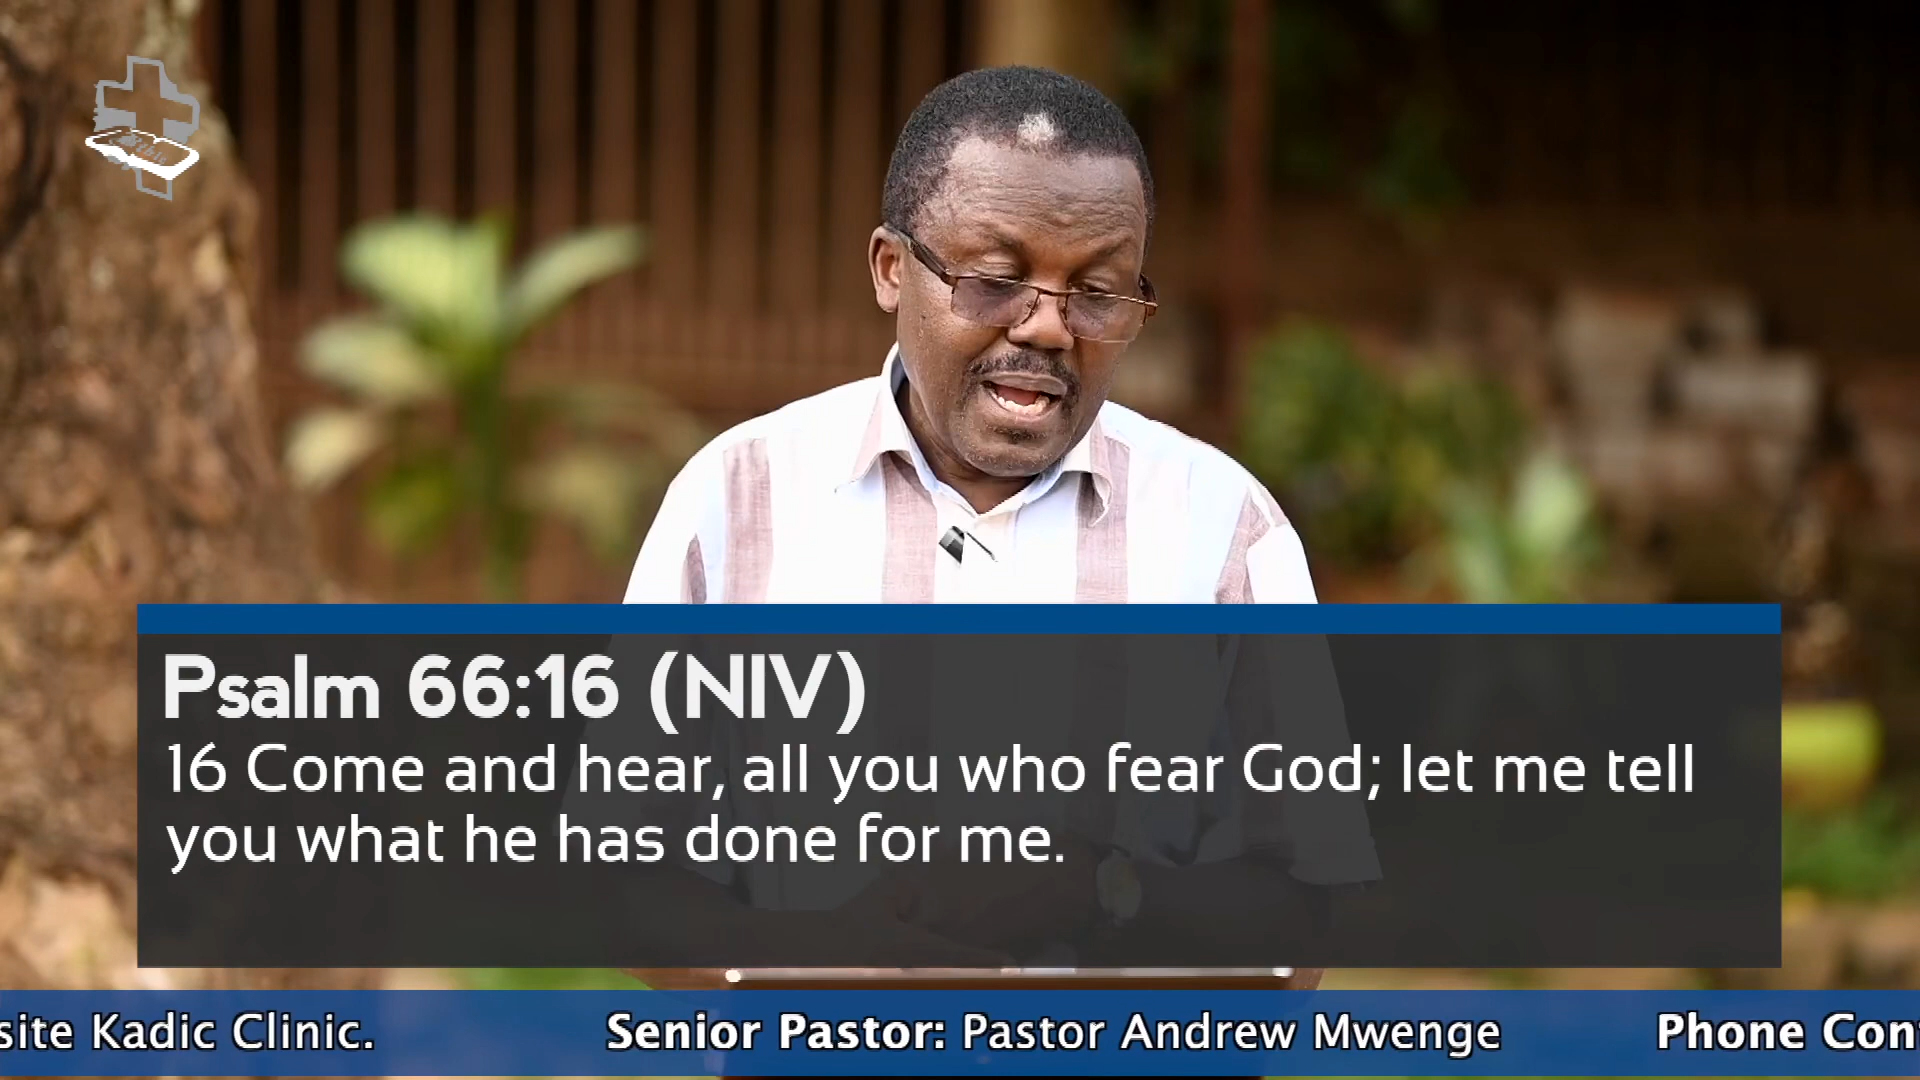 Psalm 66:16 (NIV)
16 Come and hear, all you who fear God; let me tell
you what he has done for me.
site Kadic Clinic. Senior Pastor: Pastor Andrew Mwenge Phone Con